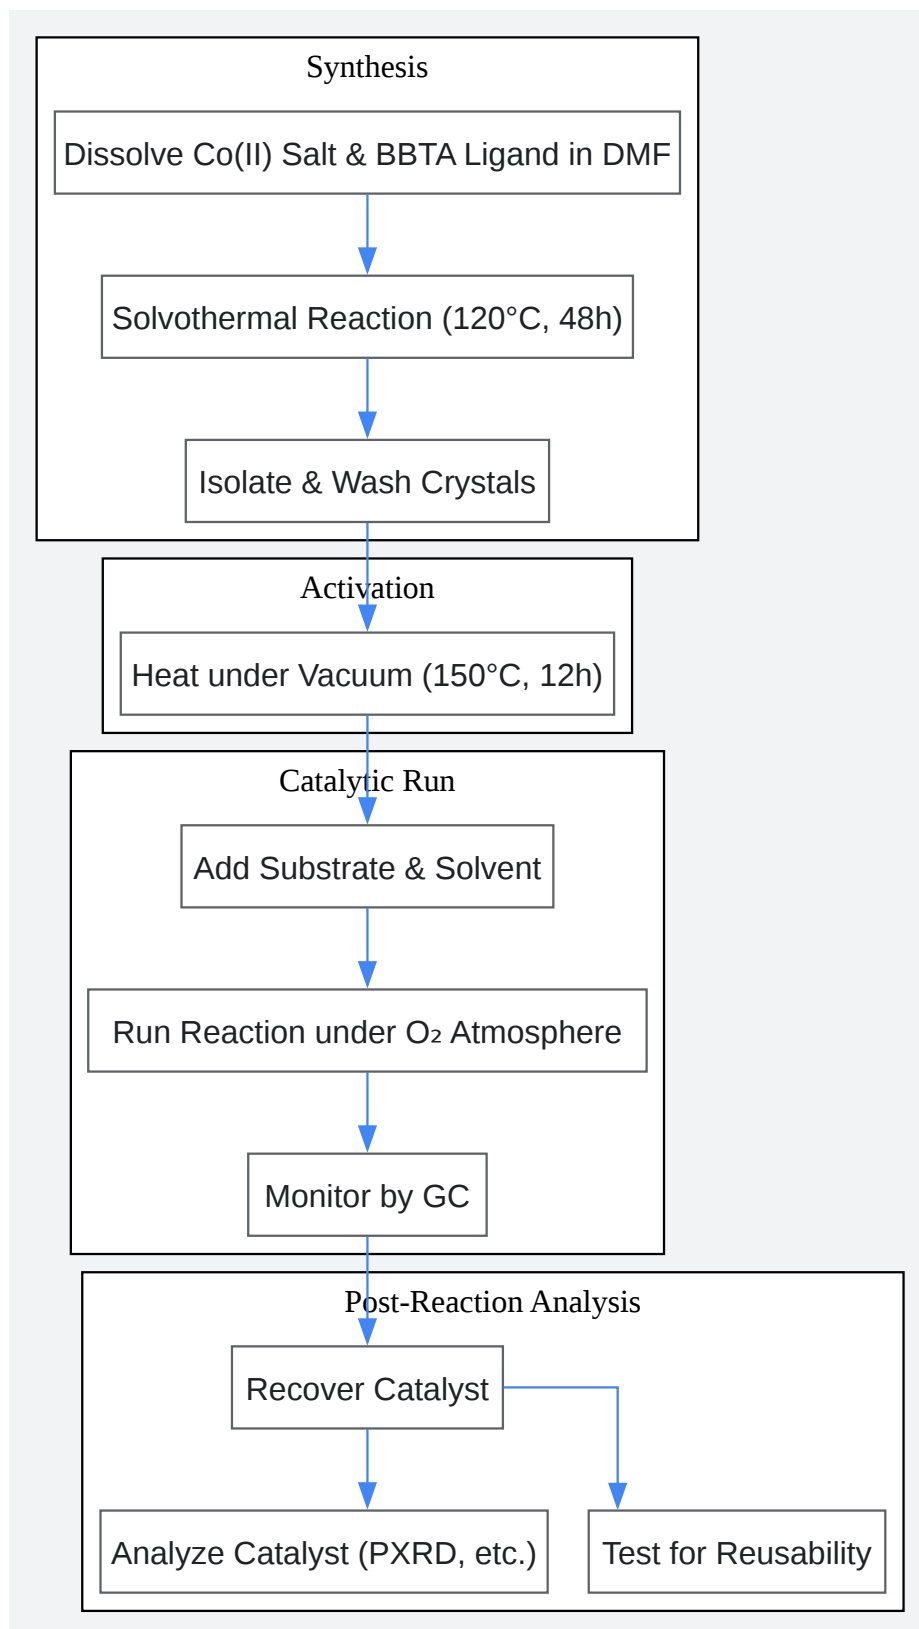 Synthesis
Dissolve Co(II) Salt & BBTA Ligand in DMF
Solvothermal Reaction (120°C, 48h)
Isolate & Wash Crystals
Activation
Heat under Vacuum (150°C, 12h)
Catalytic Run
Add Substrate & Solvent
Run Reaction under O₂ Atmosphere
Monitor by GC
Post-Reaction Analysis
Recover Catalyst
Analyze Catalyst (PXRD, etc.)
Test for Reusability